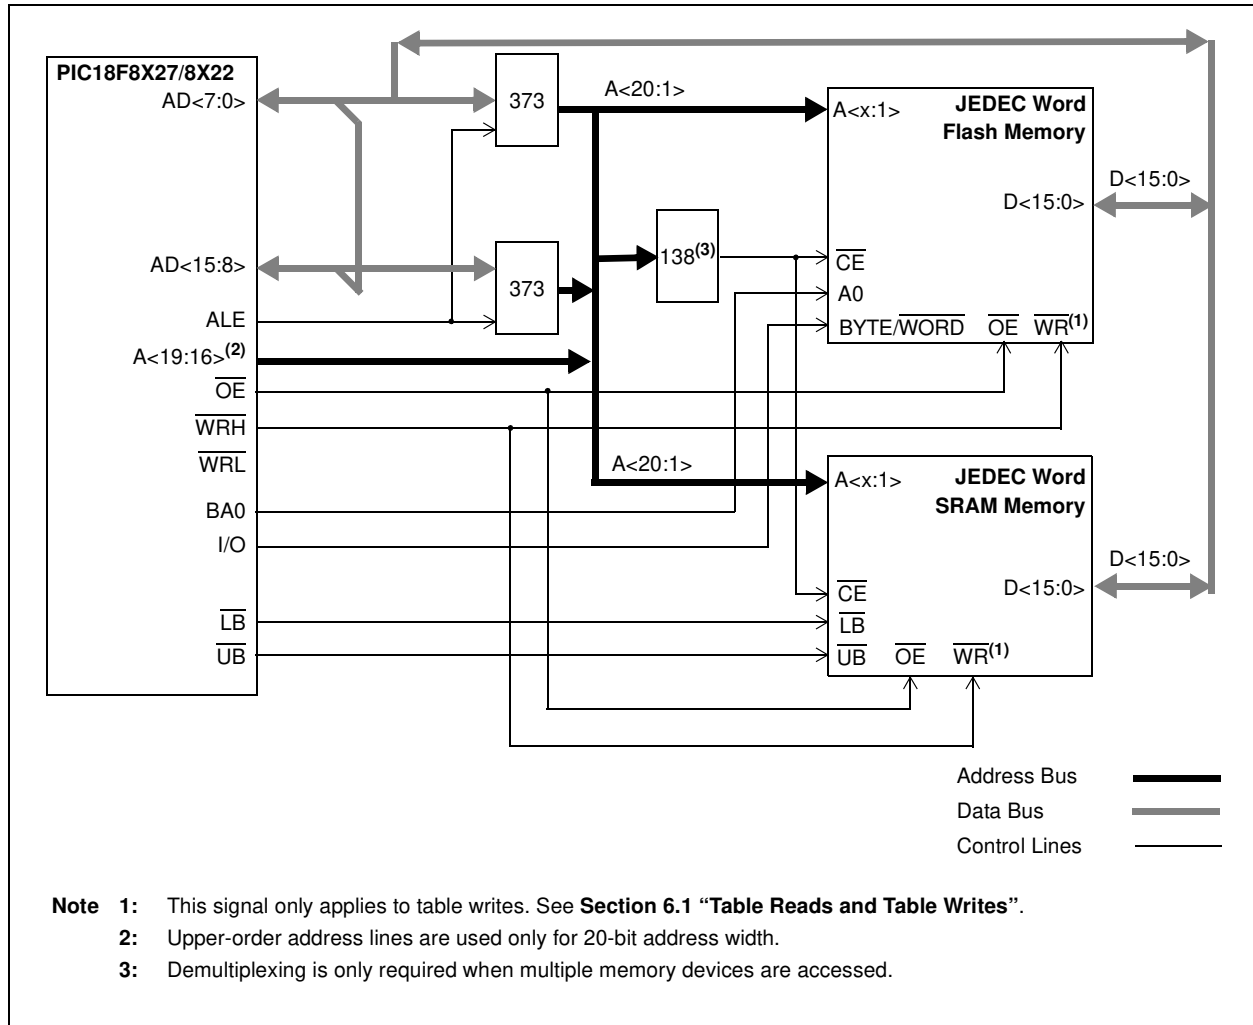 PIC18F8X27/8X22
AD<7:0>
AD<15:8>
ALE
A<19:16>(2)
OE
WRH
WRL
BA0
I/O
LB
UB
373
373
138(3)
A<20:1>
A<20:1>
A<x:1>
JEDEC Word
Flash Memory
D<15:0>
D<15:0>
CE
A0
BYTE/WORD OE WR(1)
A<x:1>
JEDEC Word
SRAM Memory
D<15:0>
D<15:0>
CE
LB
UB OE WR(1)
Address Bus
Data Bus
Control Lines
Note 1: This signal only applies to table writes. See Section 6.1 “Table Reads and Table Writes”.
2: Upper-order address lines are used only for 20-bit address width.
3: Demultiplexing is only required when multiple memory devices are accessed.